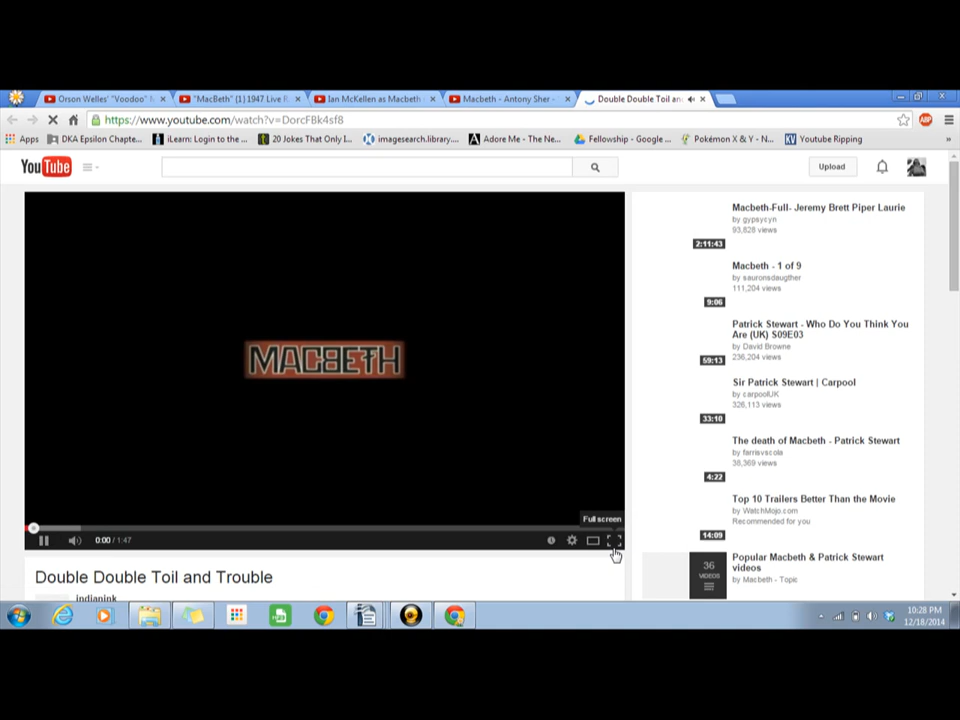 Orson Welles' "Voodoo"
"MacBeth" (1) 1947 Live
Ian McKellen as Macbeth
Macbeth - Antony Sher -
Double Double Toil an
https://www.youtube.com/watch?v=DorcFBk4sf8
Apps
DKA Epsilon Chapte...
iLearn: Login to the ...
20 Jokes That Only I...
imagesearch.library....
Adore Me - The Ne...
Fellowship - Google ...
Pokémon X & Y - N...
Youtube Ripping
»
ABP
YouTube
Upload
MACBETH
Full screen
0:00 / 1:47
Double Double Toil and Trouble
indianink
Macbeth-Full- Jeremy Brett Piper Laurie
by gypsycyn
93,828 views
2:11:43
Macbeth - 1 of 9
by sauronsdaugther
111,204 views
9:06
Patrick Stewart - Who Do You Think You
Are (UK) S09E03
by David Browne
236,204 views
59:13
Sir Patrick Stewart | Carpool
by carpoolUK
326,113 views
33:10
The death of Macbeth - Patrick Stewart
by farrisvscola
38,369 views
4:22
Top 10 Trailers Better Than the Movie
by WatchMojo.com
Recommended for you
14:09
Popular Macbeth & Patrick Stewart
videos
by Macbeth - Topic
36
VIDEOS
10:28 PM
12/18/2014